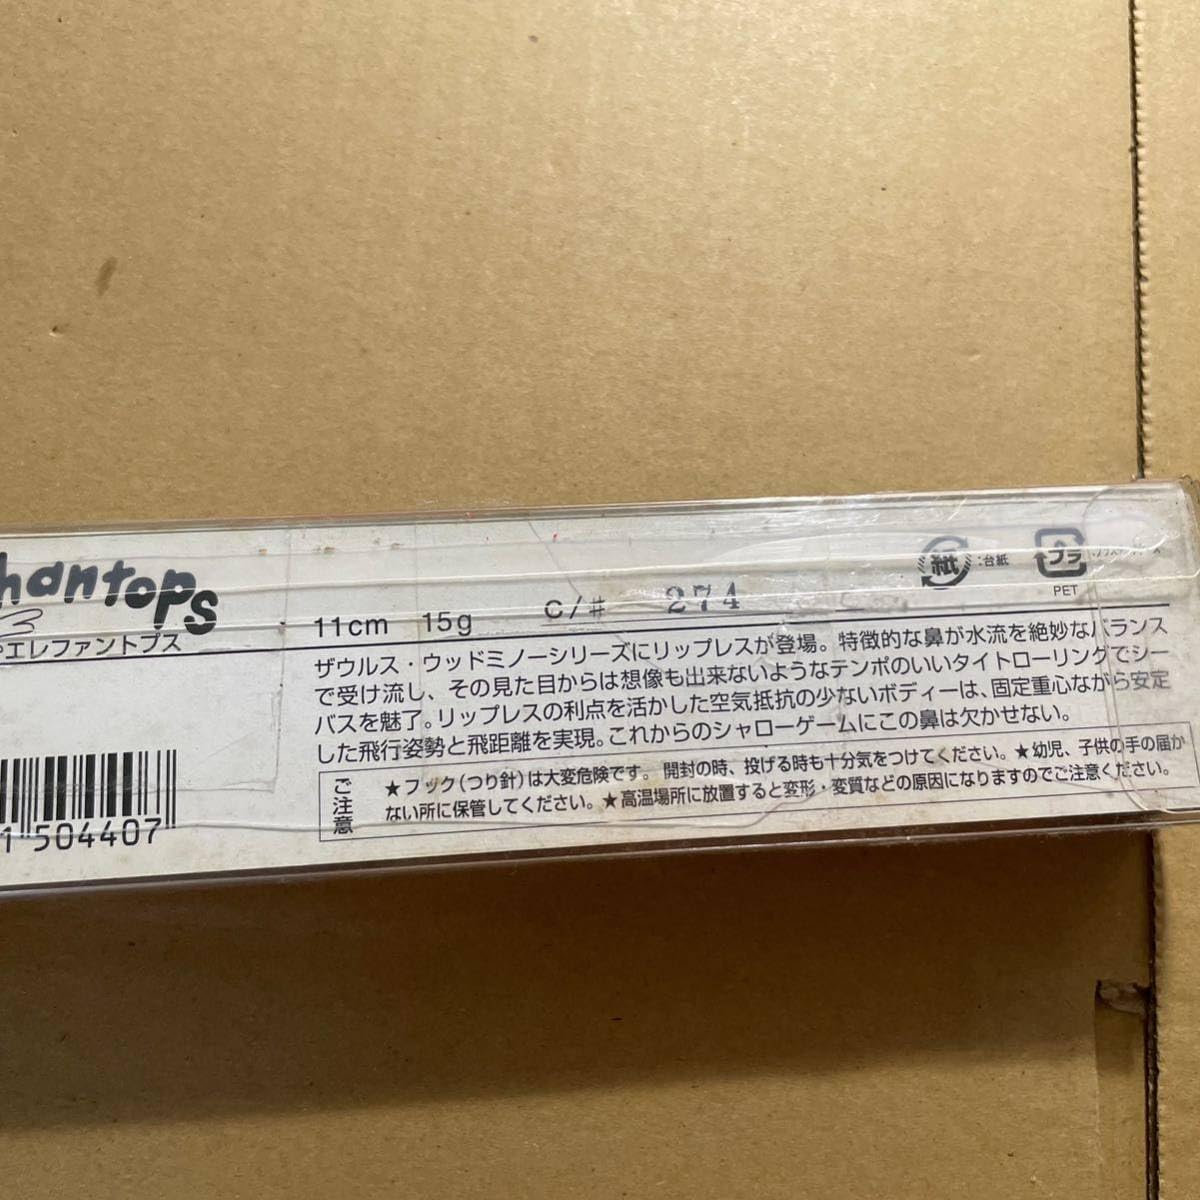 hantops
エレファントプス
11cm 15g C/# 274
紙 :台紙
プラ
PET
ザウルス・ウッドミノーシリーズにリップレスが登場。特徴的な鼻が水流を絶妙なバランス
で受け流し、その見た目からは想像も出来ないようなテンポのいいタイトローリングでシー
バスを魅了。リップレスの利点を活かした空気抵抗の少ないボディーは、固定重心ながら安定
した飛行姿勢と飛距離を実現。これからのシャローゲームにこの鼻は欠かせない。
ご注意
★フック(つり針)は大変危険です。開封の時、投げる時も十分気をつけてください。★幼児、子供の手の届か
ない所に保管してください。★高温場所に放置すると変形・変質などの原因になりますのでご注意ください。
1 504407